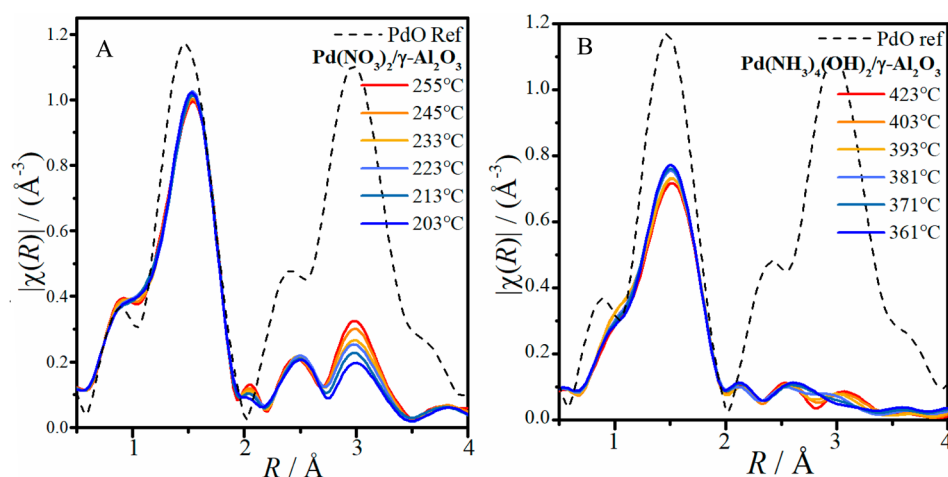 A
PdO Ref
Pd(NO₃)₂/γ-Al₂O₃
255°C
245°C
233°C
223°C
213°C
203°C
|χ(R)| / (Å⁻³)
1.2
1.0
0.8
0.6
0.4
0.2
0.0
1 2 3 4
R / Å
B
PdO ref
Pd(NH₃)₄(OH)₂/γ-Al₂O₃
423°C
403°C
393°C
381°C
371°C
361°C
|χ(R)| / (Å⁻³)
1.2
1.0
0.8
0.6
0.4
0.2
0.0
1 2 3 4
R / Å